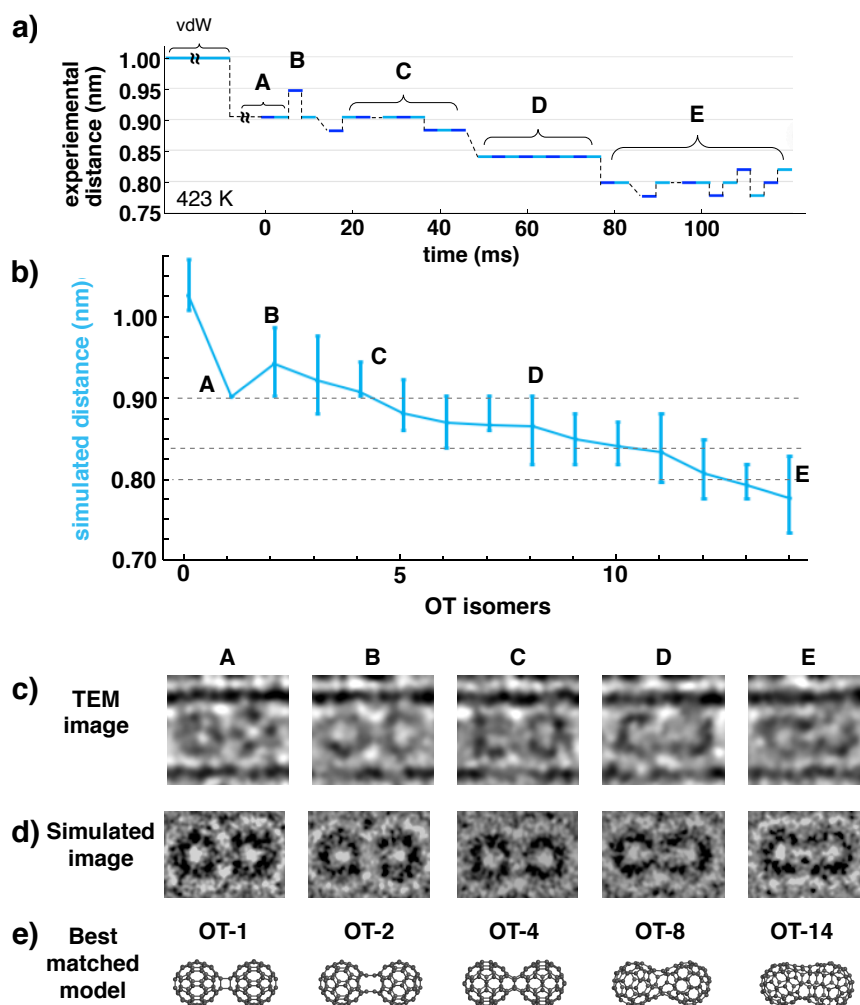 a)
vdW
A
B
C
D
E
1.00
0.95
0.90
0.85
0.80
0.75
experiemental
distance (nm)
423 K
0 20 40 60 80 100
time (ms)
b)
simulated distance (nm)
1.00
0.90
0.80
0.70
A
B
C
D
E
0 5 10
OT isomers
A B C D E
c) TEM
image
d) Simulated
image
e) Best
matched
model
OT-1 OT-2 OT-4 OT-8 OT-14